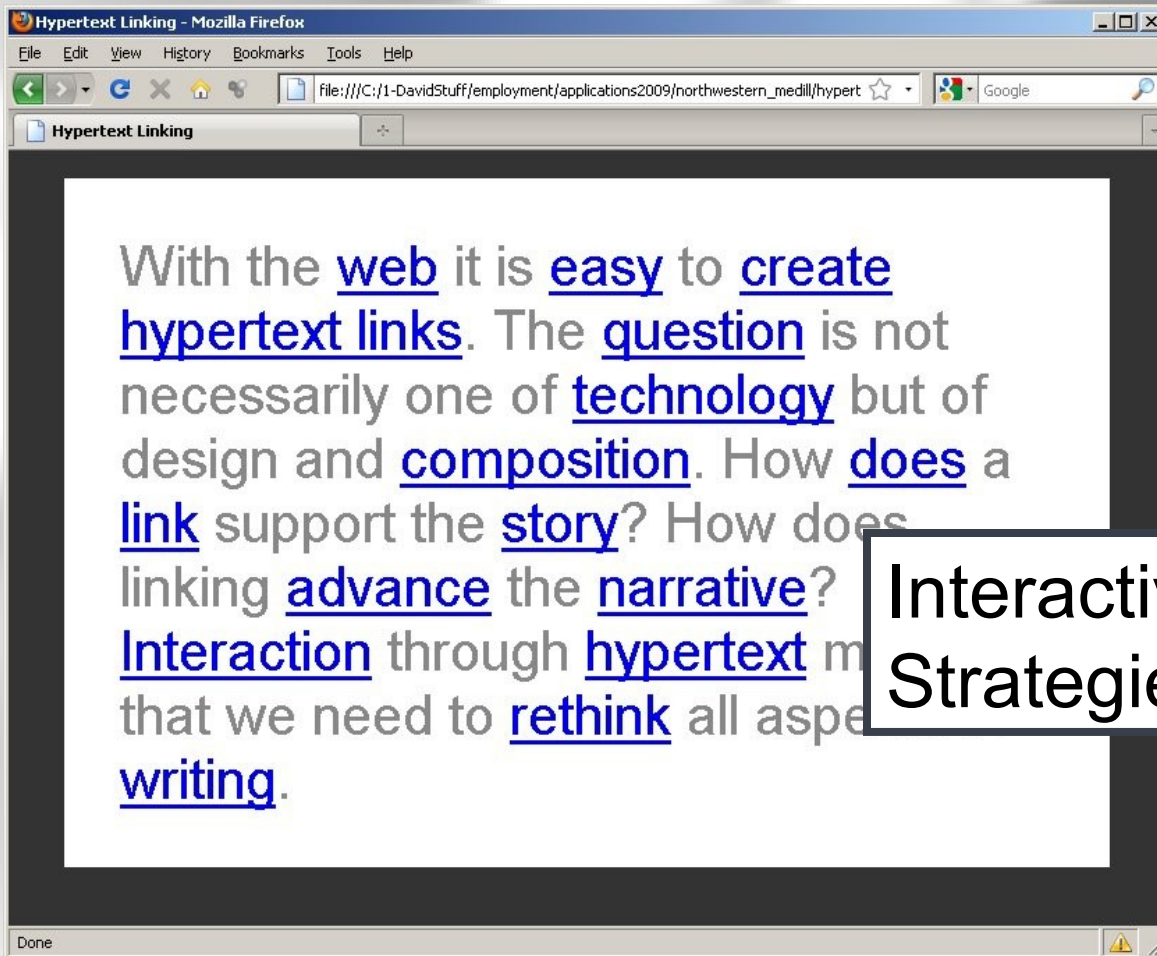 Hypertext Linking - Mozilla Firefox
File Edit View History Bookmarks Tools Help
file:///C:/1-DavidStuff/employment/applications2009/northwestern_medill/hypert
Google
Hypertext Linking
With the web it is easy to create
hypertext links. The question is not
necessarily one of technology but of
design and composition. How does a
link support the story? How does
linking advance the narrative?
Interaction through hypertext m
that we need to rethink all aspe
writing.
Interactiv
Strategie
Done